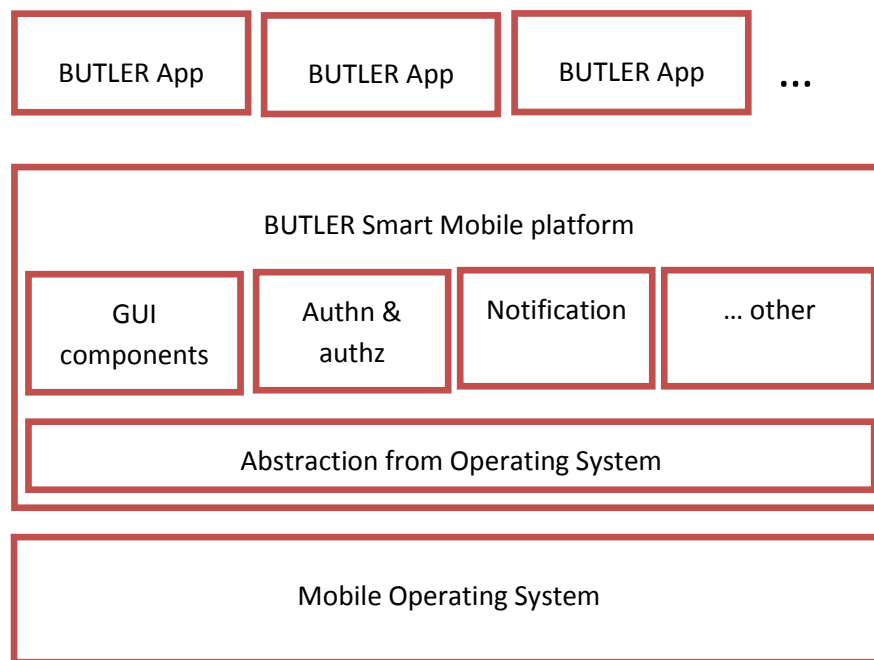 BUTLER App BUTLER App BUTLER App ...
BUTLER Smart Mobile platform
GUI
components
Authn &
authz
Notification
... other
Abstraction from Operating System
Mobile Operating System